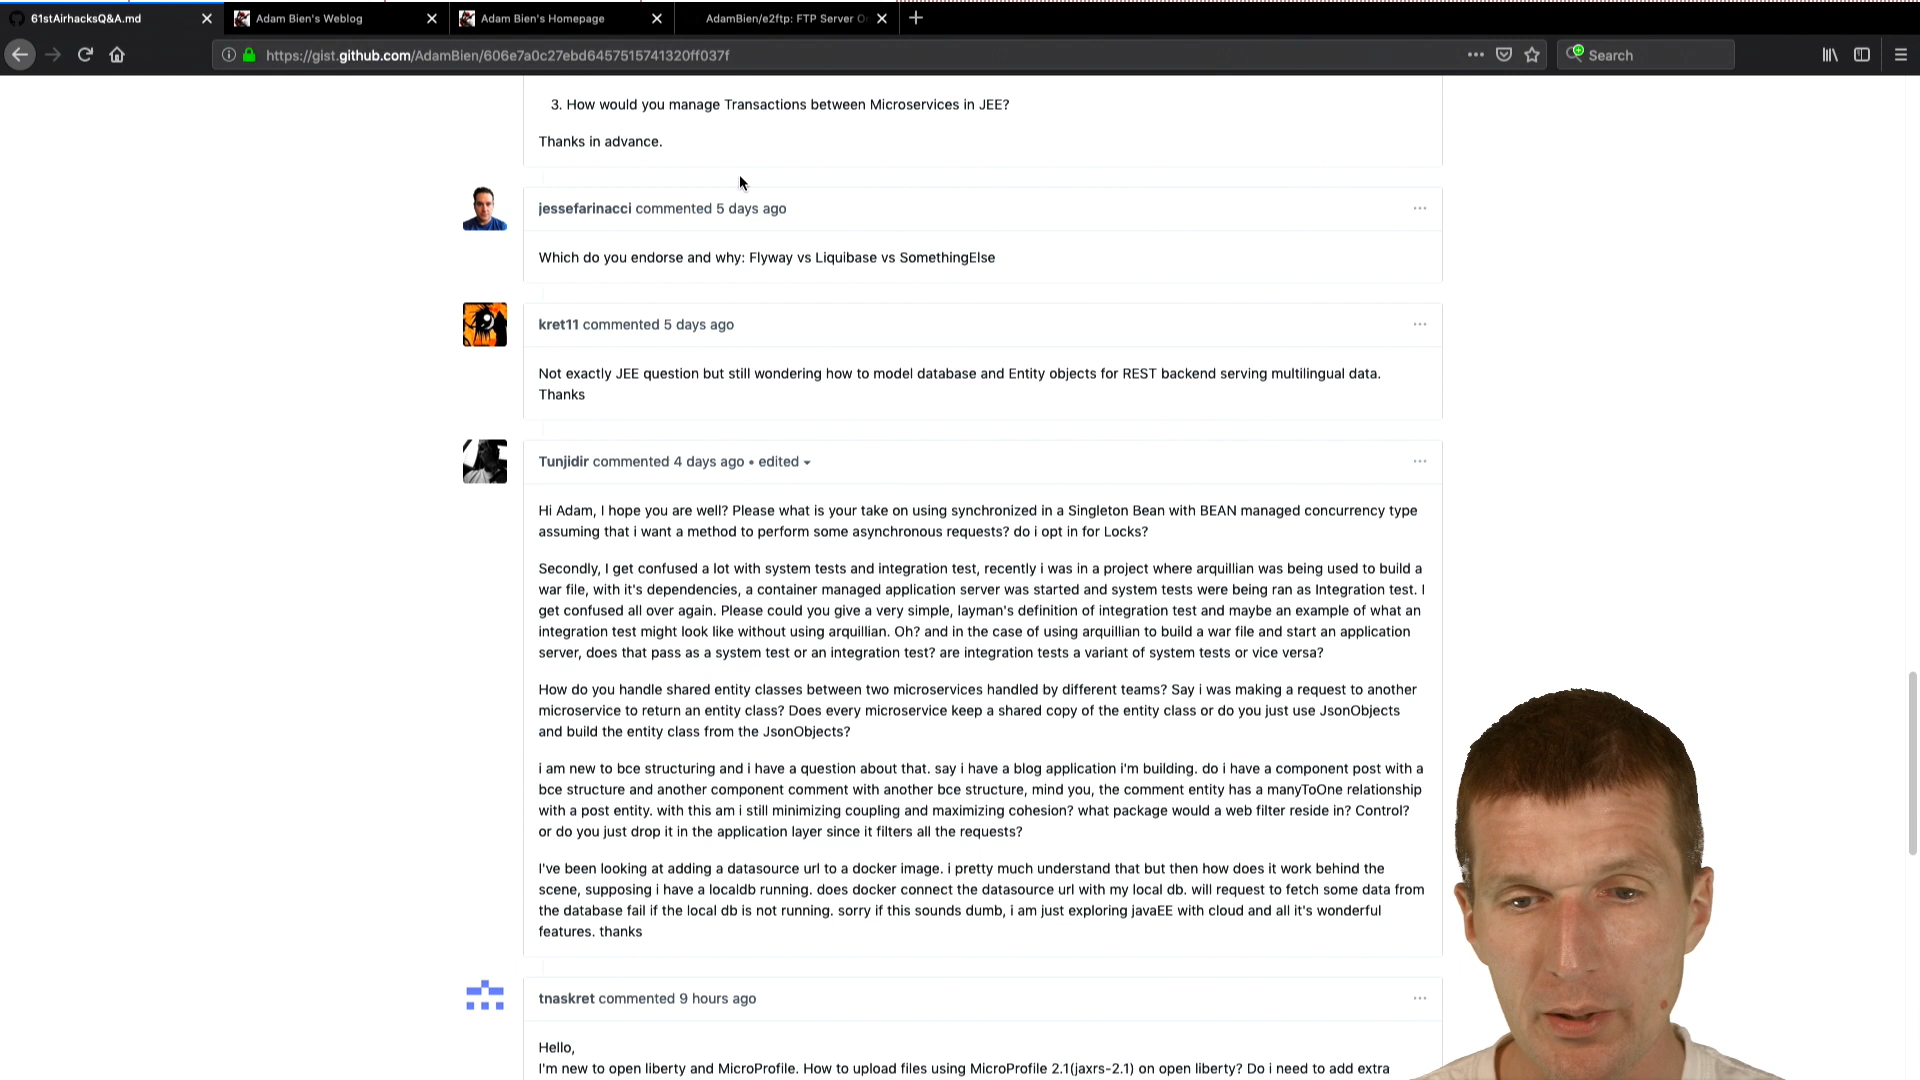 61stAirhacksQ&A.md
Adam Bien's Weblog
Adam Bien's Homepage
AdamBien/e2ftp: FTP Server O
https://gist.github.com/AdamBien/606e7a0c27ebd6457515741320ff037f
Search
3. How would you manage Transactions between Microservices in JEE?
Thanks in advance.
jessefarinacci commented 5 days ago
Which do you endorse and why: Flyway vs Liquibase vs SomethingElse
kret11 commented 5 days ago
Not exactly JEE question but still wondering how to model database and Entity objects for REST backend serving multilingual data.
Thanks
Tunjidir commented 4 days ago • edited
Hi Adam, I hope you are well? Please what is your take on using synchronized in a Singleton Bean with BEAN managed concurrency type
assuming that i want a method to perform some asynchronous requests? do i opt in for Locks?
Secondly, I get confused a lot with system tests and integration test, recently i was in a project where arquillian was being used to build a
war file, with it's dependencies, a container managed application server was started and system tests were being ran as Integration test. I
get confused all over again. Please could you give a very simple, layman's definition of integration test and maybe an example of what an
integration test might look like without using arquillian. Oh? and in the case of using arquillian to build a war file and start an application
server, does that pass as a system test or an integration test? are integration tests a variant of system tests or vice versa?
How do you handle shared entity classes between two microservices handled by different teams? Say i was making a request to another
microservice to return an entity class? Does every microservice keep a shared copy of the entity class or do you just use JsonObjects
and build the entity class from the JsonObjects?
i am new to bce structuring and i have a question about that. say i have a blog application i'm building. do i have a component post with a
bce structure and another component comment with another bce structure, mind you, the comment entity has a manyToOne relationship
with a post entity. with this am i still minimizing coupling and maximizing cohesion? what package would a web filter reside in? Control?
or do you just drop it in the application layer since it filters all the requests?
I've been looking at adding a datasource url to a docker image. i pretty much understand that but then how does it work behind the
scene, supposing i have a localdb running. does docker connect the datasource url with my local db. will request to fetch some data from
the database fail if the local db is not running. sorry if this sounds dumb, i am just exploring javaEE with cloud and all it's wonderful
features. thanks
tnaskret commented 9 hours ago
Hello,
I'm new to open liberty and MicroProfile. How to upload files using MicroProfile 2.1(jaxrs-2.1) on open liberty? Do i need to add extra